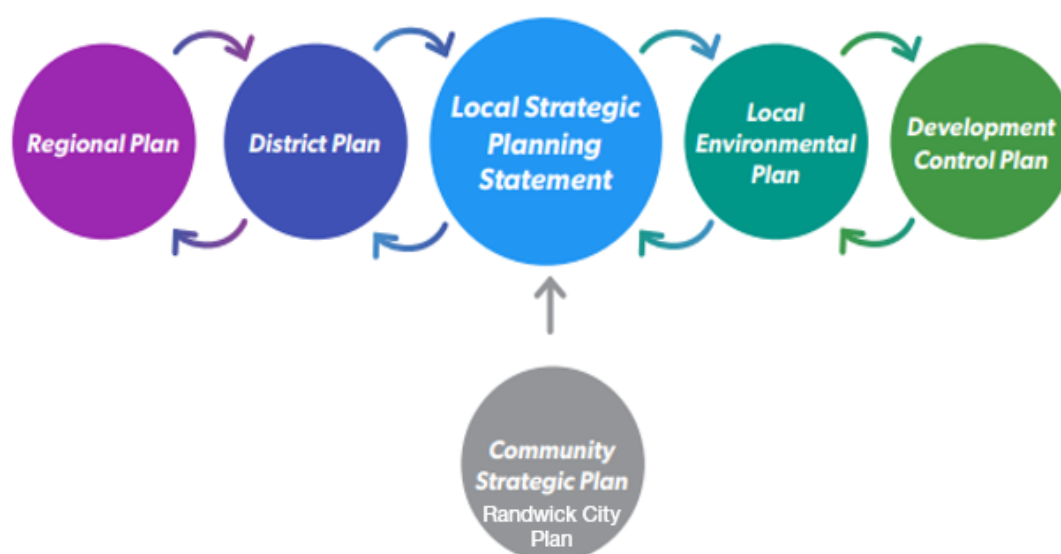 Regional Plan
District Plan
Local Strategic
Planning
Statement
Local
Environmental
Plan
Development
Control Plan
Community
Strategic Plan
Randwick City
Plan